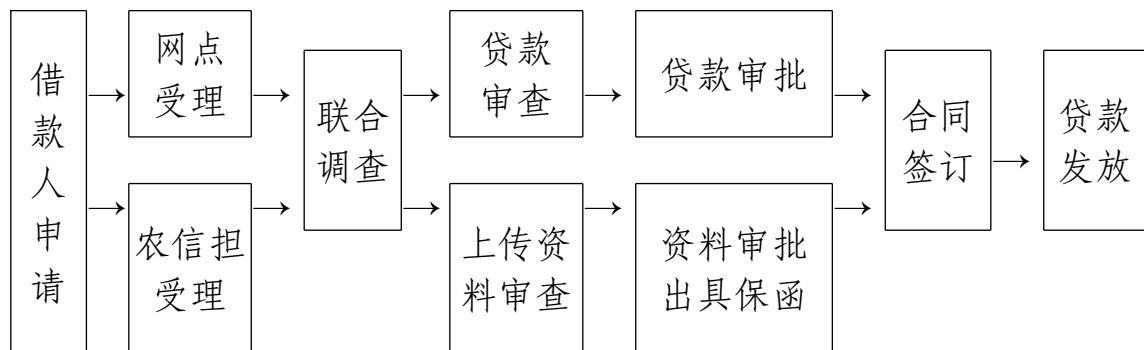 借款人申请
网点
受理
农信担
受理
联合
调查
贷款
审查
上传资
料审查
贷款审批
资料审批
出具保函
合同
签订
贷款
发放